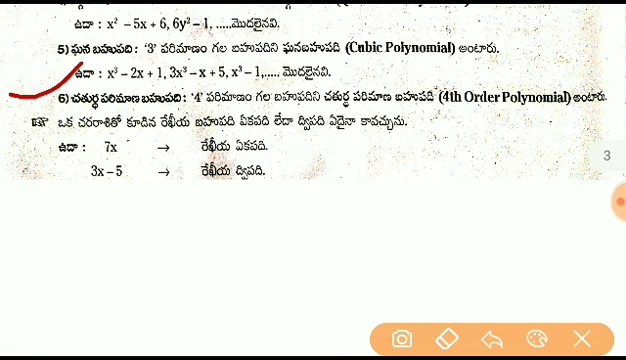 ఉదా : x² – 5x + 6, 6y² – 1, .....మొదలైనవి.
5) ఘన బహుపది : '3' పరిమాణం గల బహుపదిని ఘనబహుపది (Cubic Polynomial) అంటారు.
ఉదా : x³ – 2x + 1, 3x³ – x + 5, x³ – 1,..... మొదలైనవి.
6) చతుర్థ పరిమాణ బహుపది : '4' పరిమాణం గల బహుపదిని చతుర్థ పరిమాణ బహుపది (4th Order Polynomial) అంటారు.
ఒక చరరాశితో కూడిన రేఖీయ బహుపది ఏకపది లేదా ద్విపది ఏదైనా కావచ్చును.
ఉదా : 7x → రేఖీయ ఏకపది.
3x – 5 → రేఖీయ ద్విపది.
3